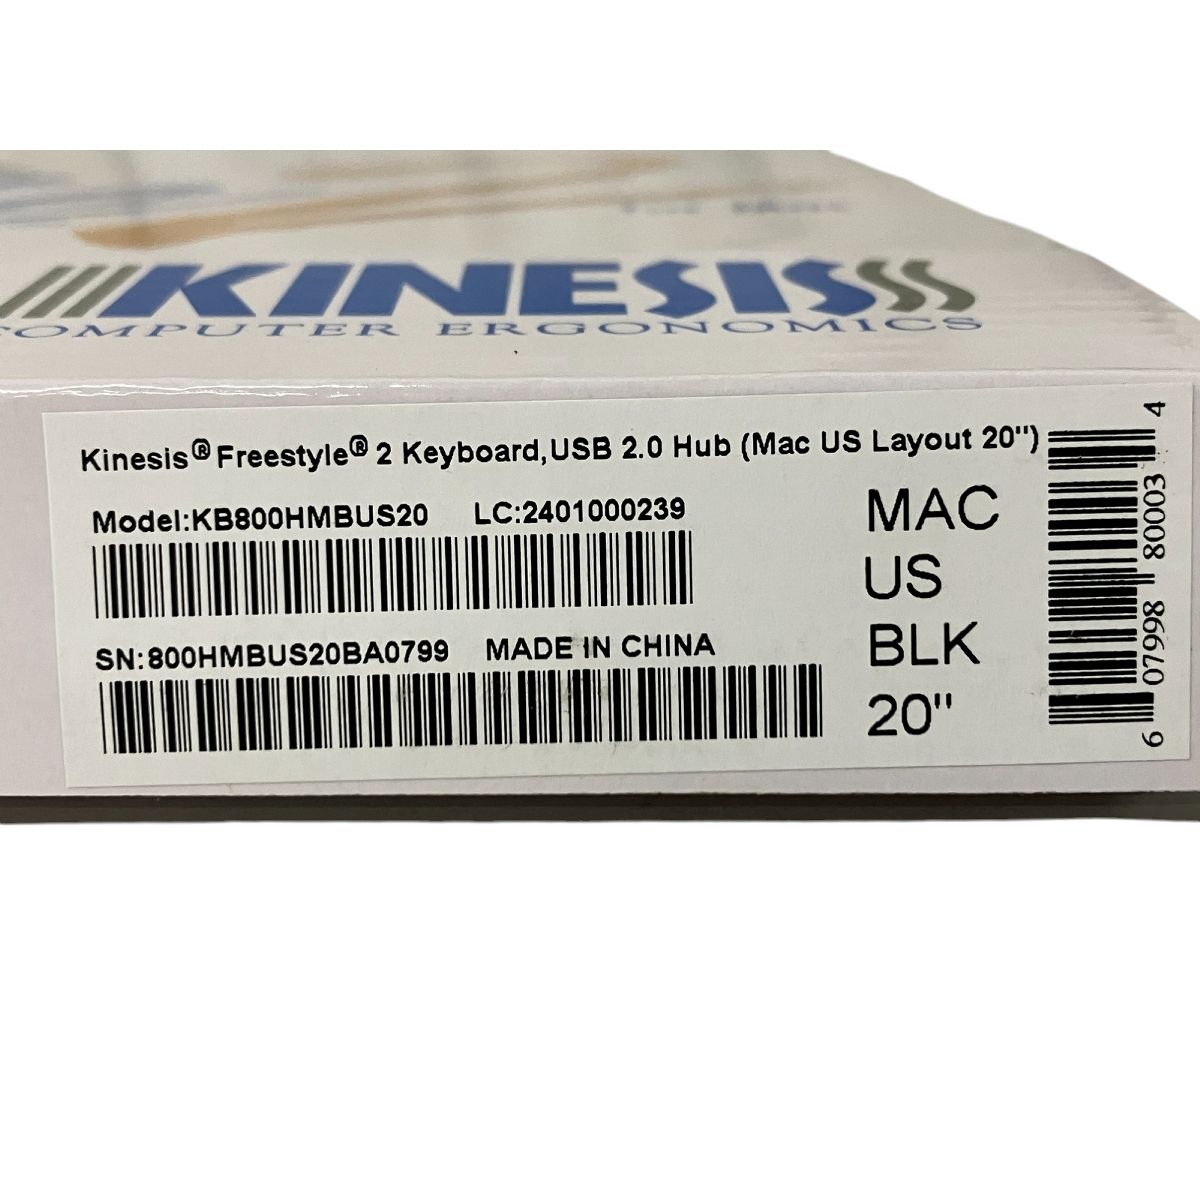 KINESIS
COMPUTER ERGONOMICS
Kinesis® Freestyle® 2 Keyboard,USB 2.0 Hub (Mac US Layout 20")
Model:KB800HMBUS20 LC:2401000239
SN:800HMBUS20BA0799 MADE IN CHINA
MAC
US
BLK
20"
6 07998 80003 4